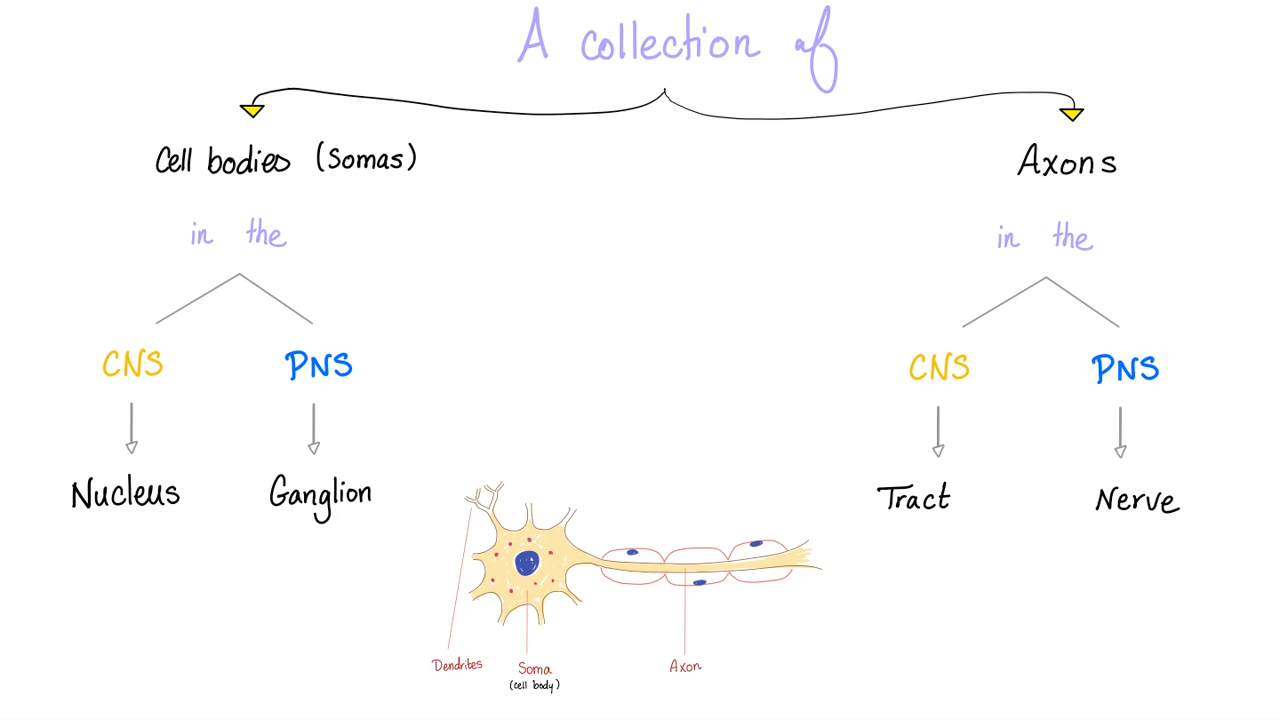 A collection of
Cell bodies (Somas)
Axons
in the
in the
CNS
PNS
CNS
PNS
Nucleus
Ganglion
Tract
Nerve
Dendrites
Soma
(cell body)
Axon